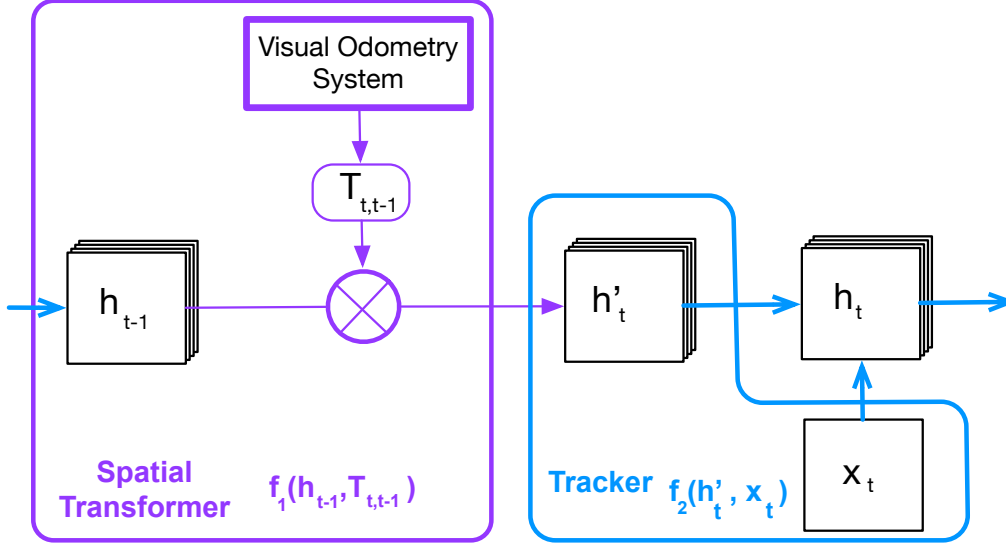 Visual Odometry
System
T t,t-1
h t-1
h' t
h t
x t
Spatial
Transformer
f1(h t-1,T t,t-1)
Tracker
f2(h' t, x t)